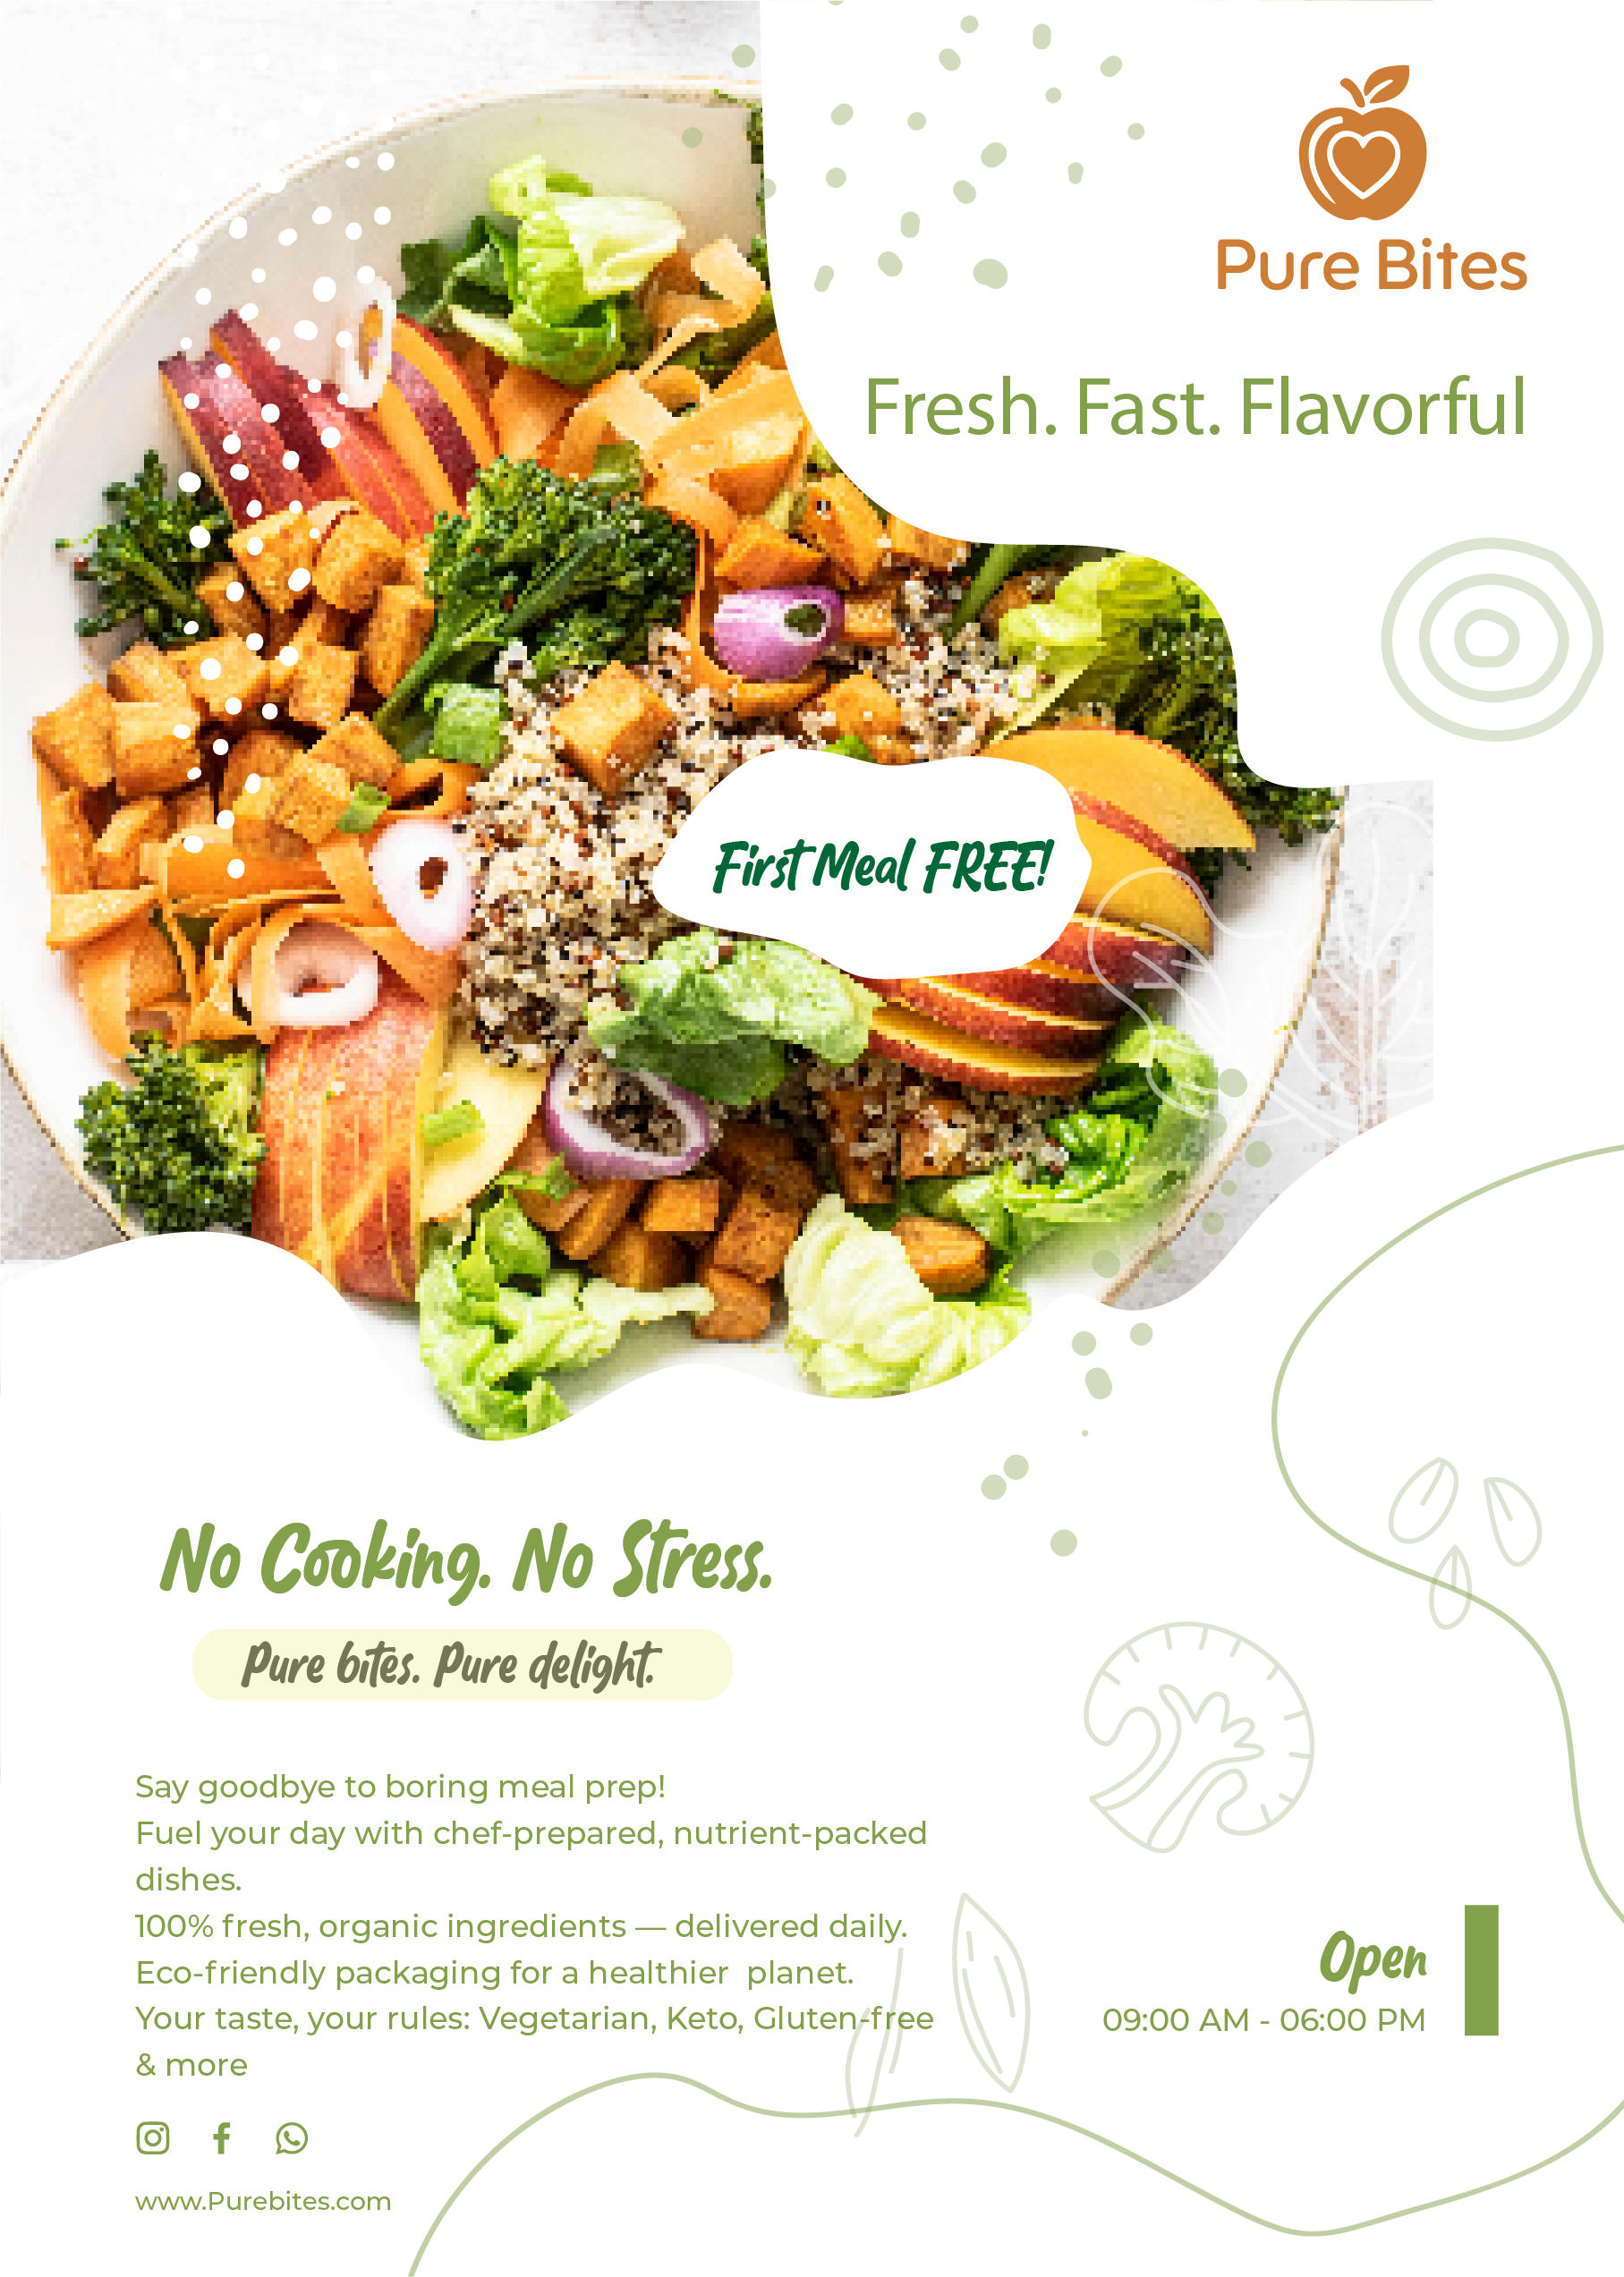 Pure Bites
Fresh. Fast. Flavorful
First Meal FREE!
No Cooking. No Stress.
Pure bites. Pure delight.
Say goodbye to boring meal prep!
Fuel your day with chef-prepared, nutrient-packed
dishes.
100% fresh, organic ingredients — delivered daily.
Eco-friendly packaging for a healthier  planet.
Your taste, your rules: Vegetarian, Keto, Gluten-free
& more
Open
09:00 AM - 06:00 PM
www.Purebites.com